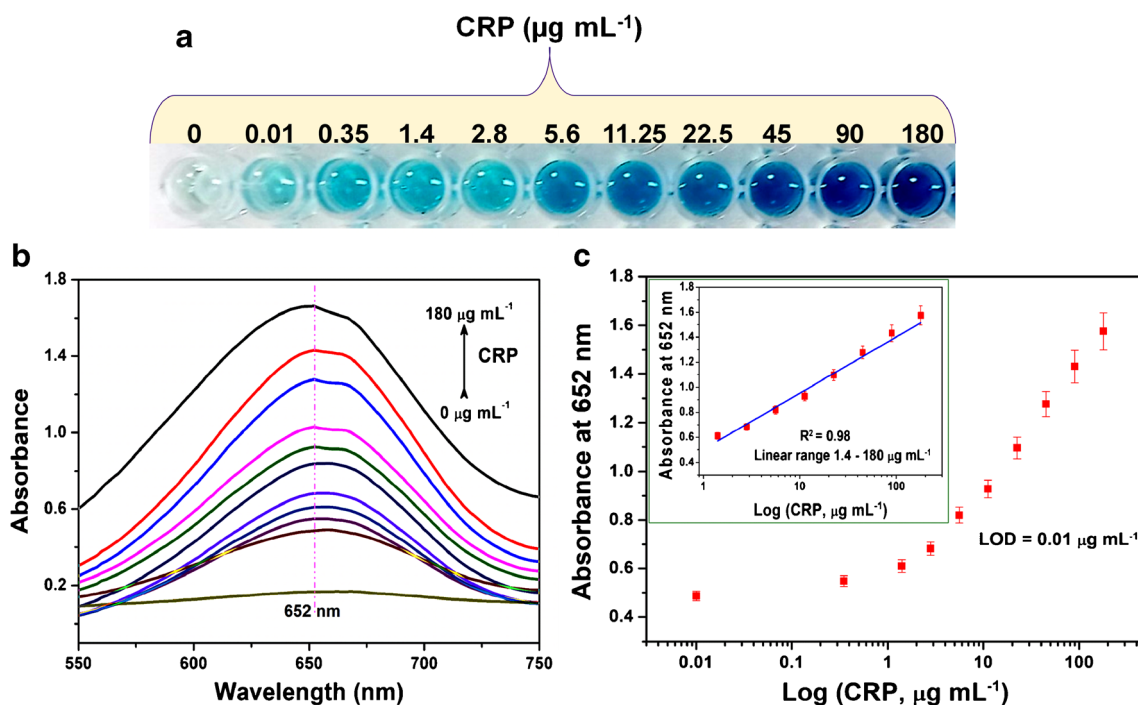 a
CRP (µg mL⁻¹)
0 0.01 0.35 1.4 2.8 5.6 11.25 22.5 45 90 180
b
1.8
1.4
1.0
0.6
0.2
Absorbance
180 µg mL⁻¹
CRP
0 µg mL⁻¹
652 nm
550 600 650 700 750
Wavelength (nm)
c
1.8
1.6
1.4
1.2
1.0
0.8
0.6
0.4
Absorbance at 652 nm
1.8
1.6
1.4
1.2
1.0
0.8
0.6
0.4
Absorbance at 652 nm
R² = 0.98
Linear range 1.4 - 180 µg mL⁻¹
1 10 100
Log (CRP, µg mL⁻¹)
LOD = 0.01 µg mL⁻¹
0.01 0.1 1 10 100
Log (CRP, µg mL⁻¹)